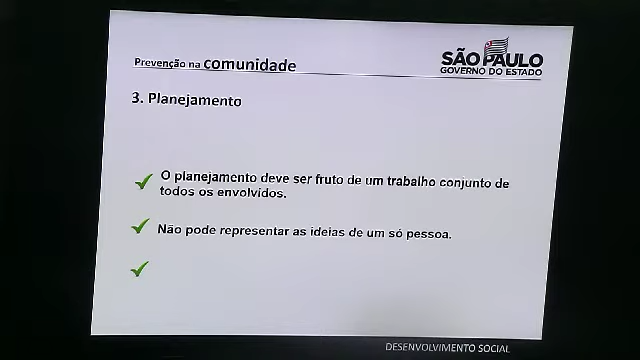 Prevenção na comunidade
SÃO PAULO
GOVERNO DO ESTADO
3. Planejamento
O planejamento deve ser fruto de um trabalho conjunto de
todos os envolvidos.
Não pode representar as ideias de um só pessoa.
DESENVOLVIMENTO SOCIAL